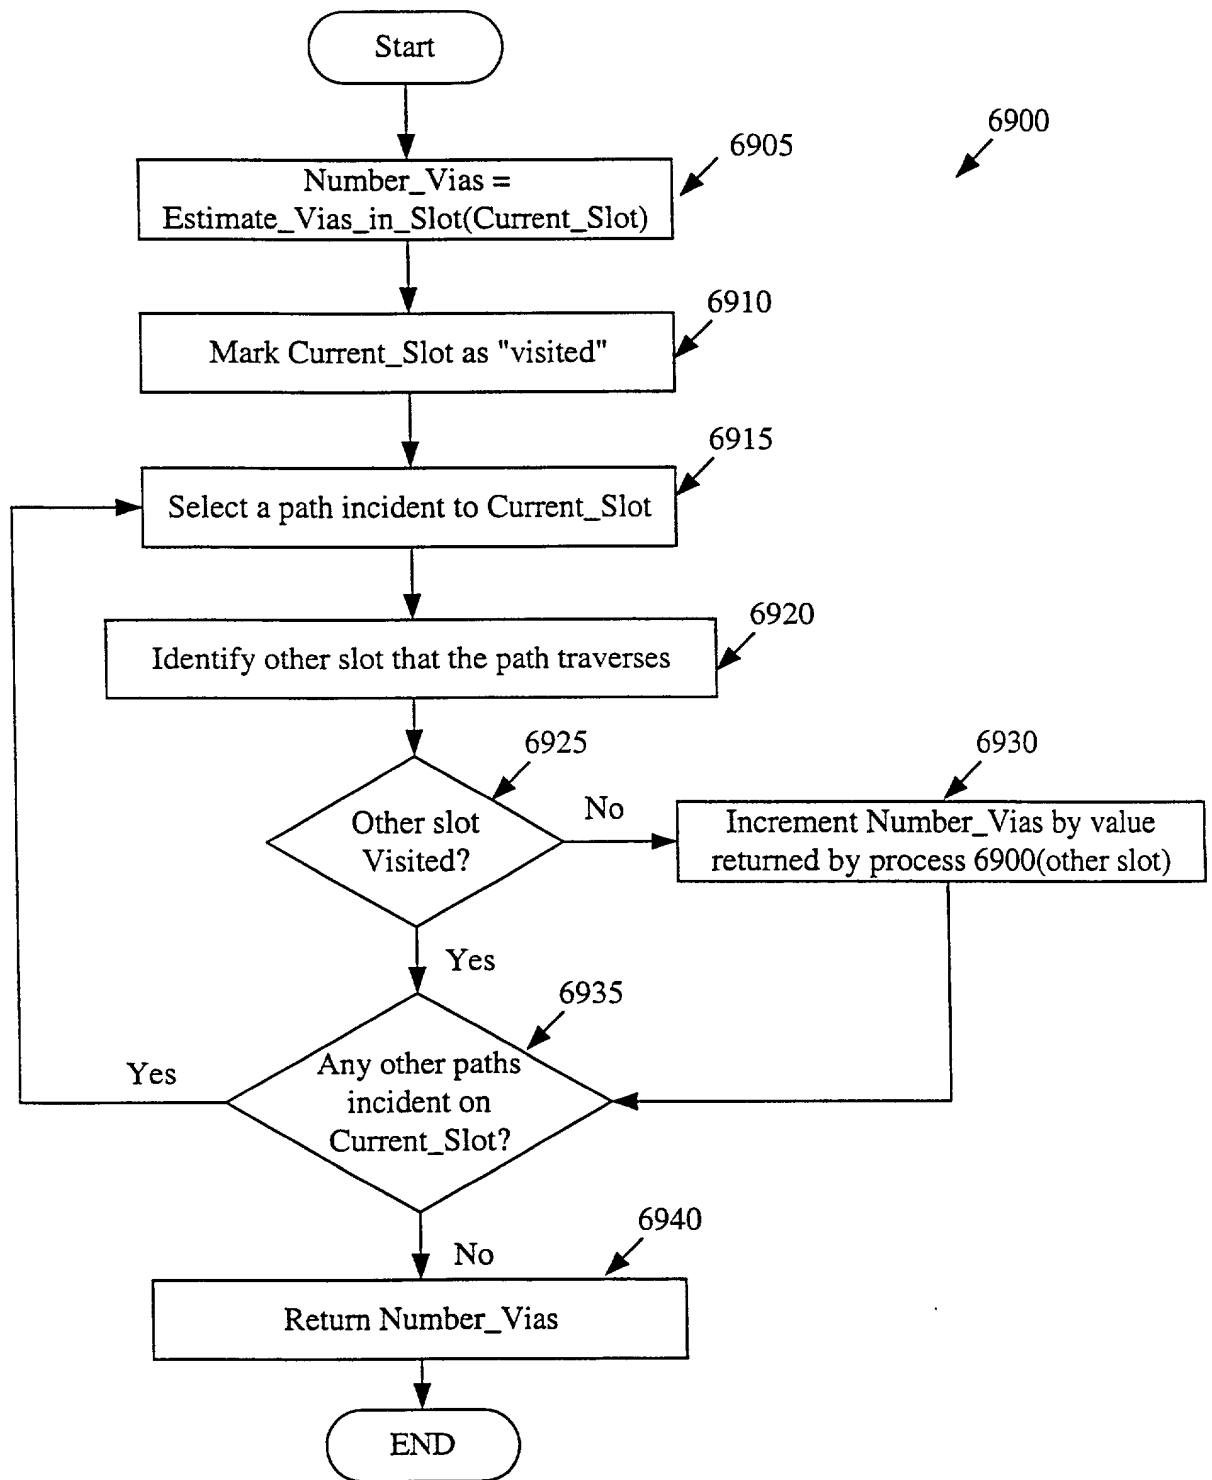 Start
6900
6905
Number_Vias =
Estimate_Vias_in_Slot(Current_Slot)
6910
Mark Current_Slot as "visited"
6915
Select a path incident to Current_Slot
6920
Identify other slot that the path traverses
6925
6930
Other slot
Visited?
No
Increment Number_Vias by value
returned by process 6900(other slot)
Yes
6935
Yes
Any other paths
incident on
Current_Slot?
6940
No
Return Number_Vias
END